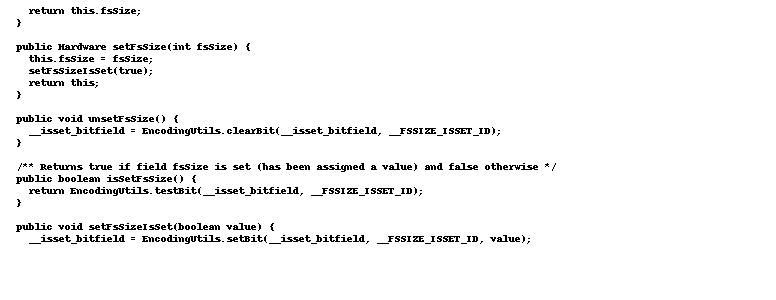 return this.fsSize;
}
public Hardware setFsSize(int fsSize) {
this.fsSize = fsSize;
setFsSizeIsSet(true);
return this;
}
public void unsetFsSize() {
__isset_bitfield = EncodingUtils.clearBit(__isset_bitfield, __FSSIZE_ISSET_ID);
}
/** Returns true if field fsSize is set (has been assigned a value) and false otherwise */
public boolean isSetFsSize() {
return EncodingUtils.testBit(__isset_bitfield, __FSSIZE_ISSET_ID);
}
public void setFsSizeIsSet(boolean value) {
__isset_bitfield = EncodingUtils.setBit(__isset_bitfield, __FSSIZE_ISSET_ID, value);